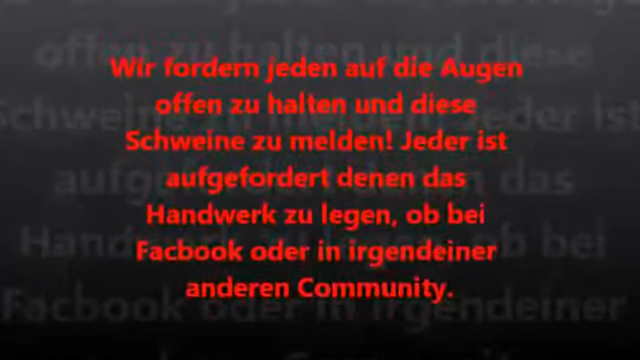 Wir fordern jeden auf die Augen
offen zu halten und diese
Schweine zu melden! Jeder ist
aufgefordert denen das
Handwerk zu legen, ob bei
Facbook oder in irgendeiner
anderen Community.